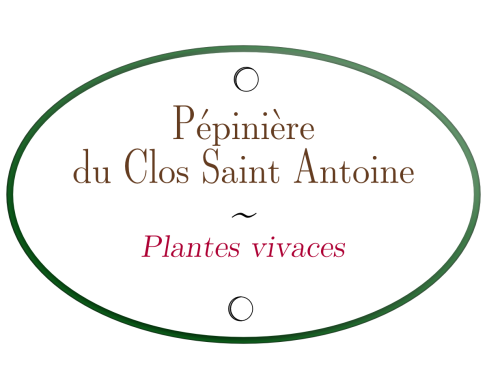 Pépinière
du Clos Saint Antoine
~
Plantes vivaces